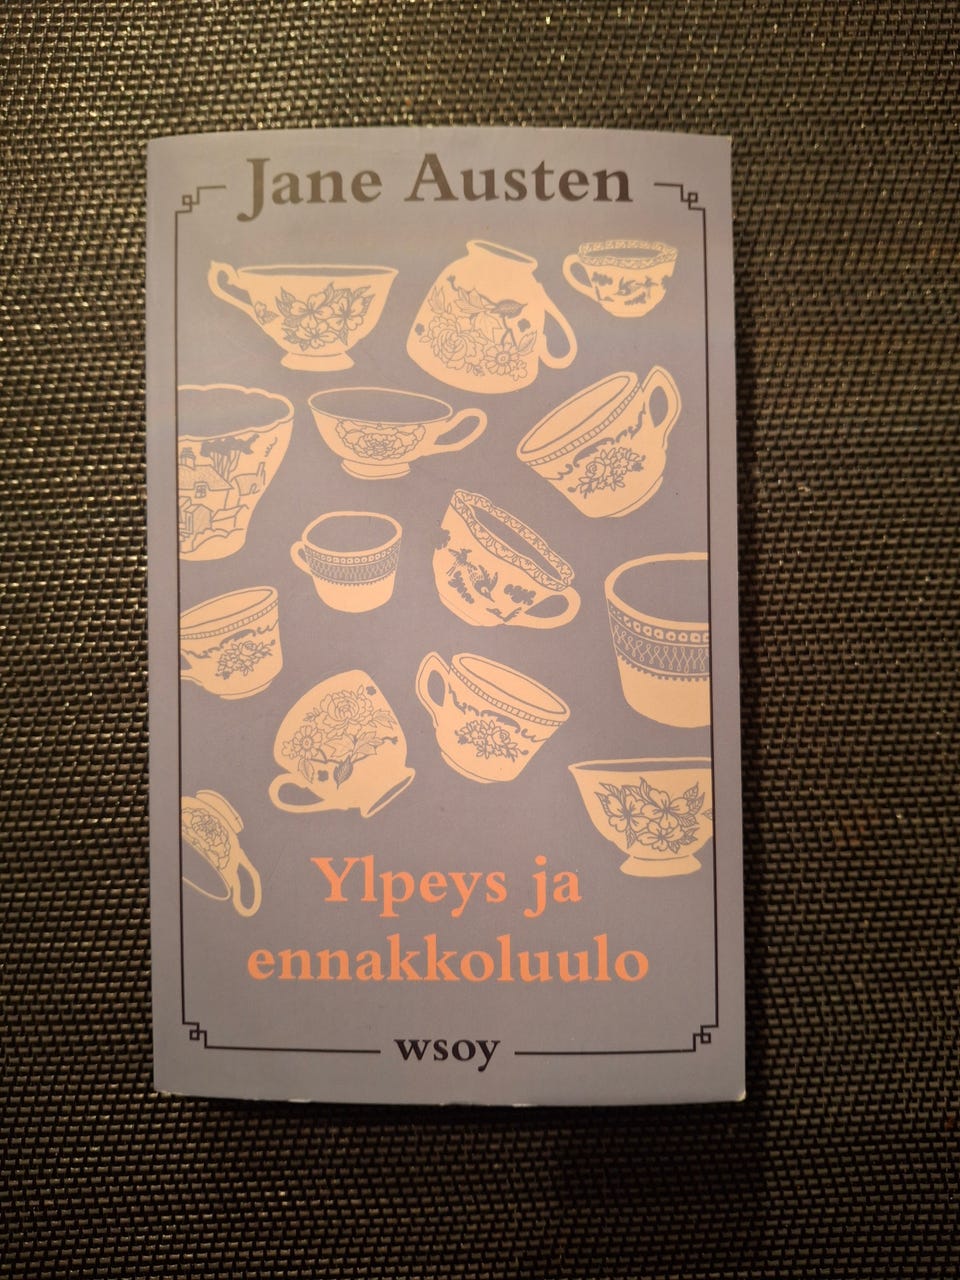 Jane Austen
Ylpeys ja
ennakkoluulo
wsoy